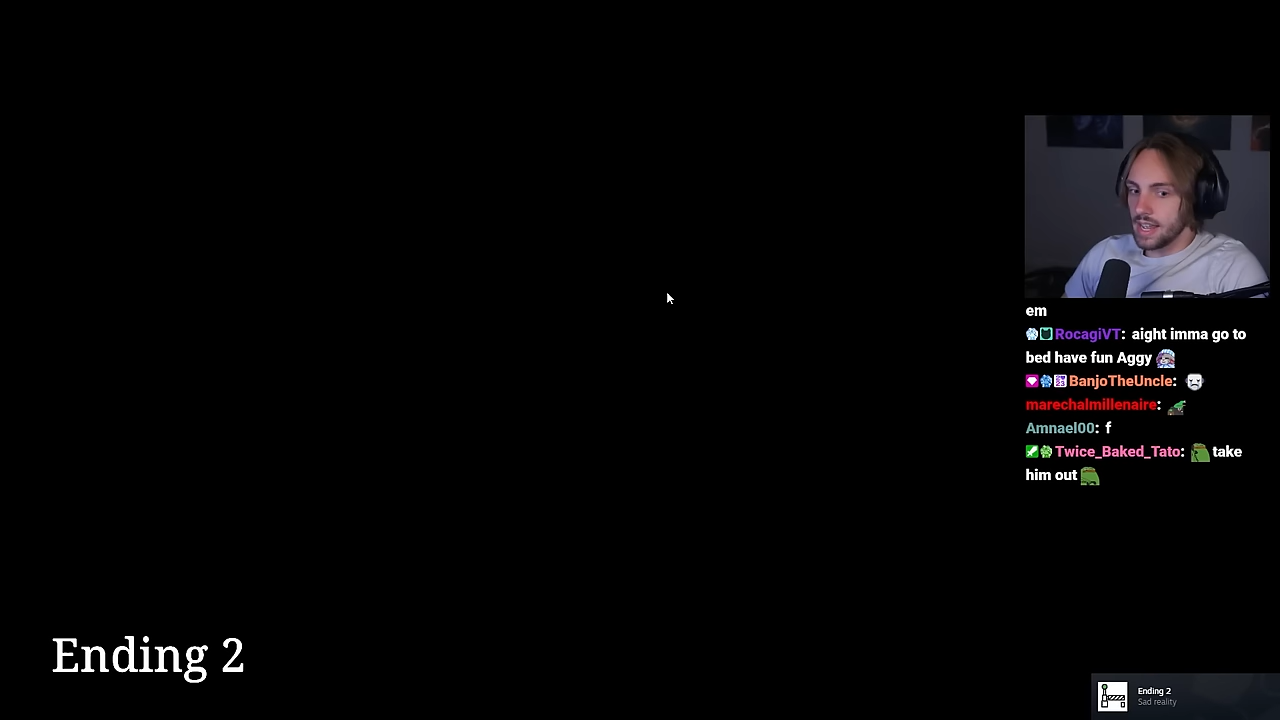 em
RocagiVT: aight imma go to
bed have fun Aggy
BanjoTheUncle:
marechalmillenaire:
Amnael00: f
Twice_Baked_Tato: take
him out
Ending 2
Ending 2
Sad reality